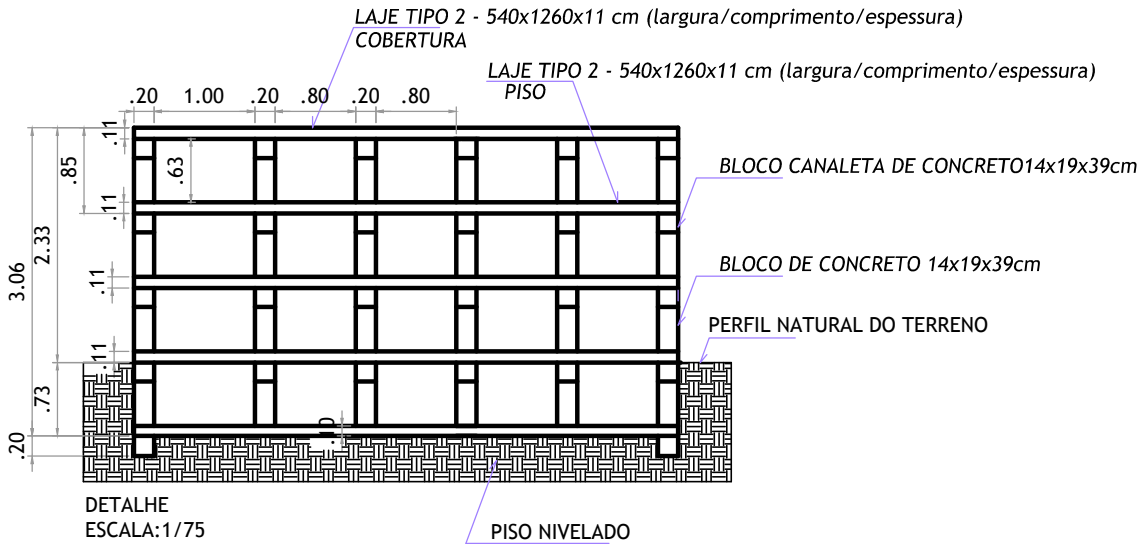 LAJE TIPO 2 - 540x1260x11 cm (largura/comprimento/espessura)
COBERTURA
LAJE TIPO 2 - 540x1260x11 cm (largura/comprimento/espessura)
PISO
.20 1.00 .20 .80 .20 .80
.11
.85
.63
.11
2.33
3.06
.11
.11
.73
.10
.20
BLOCO CANALETA DE CONCRETO14x19x39cm
BLOCO DE CONCRETO 14x19x39cm
PERFIL NATURAL DO TERRENO
DETALHE
ESCALA:1/75
PISO NIVELADO